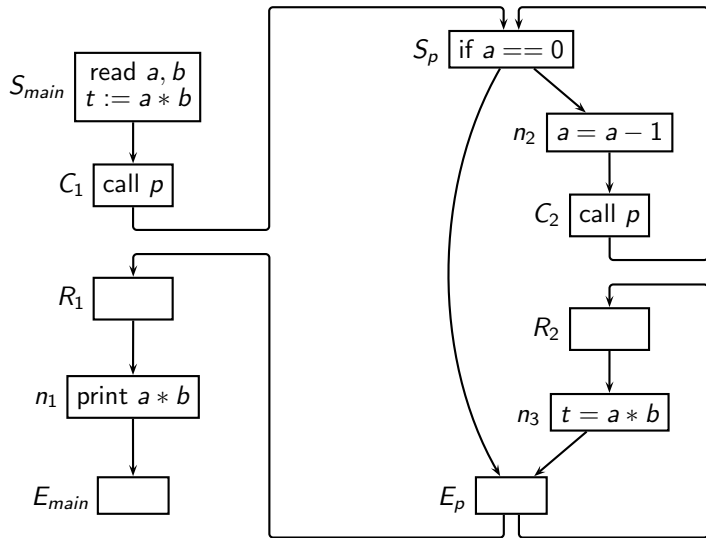 S_main
read a, b
t := a * b
C_1
call p
R_1
n_1
print a * b
E_main
S_p
if a == 0
n_2
a = a − 1
C_2
call p
R_2
n_3
t = a * b
E_p